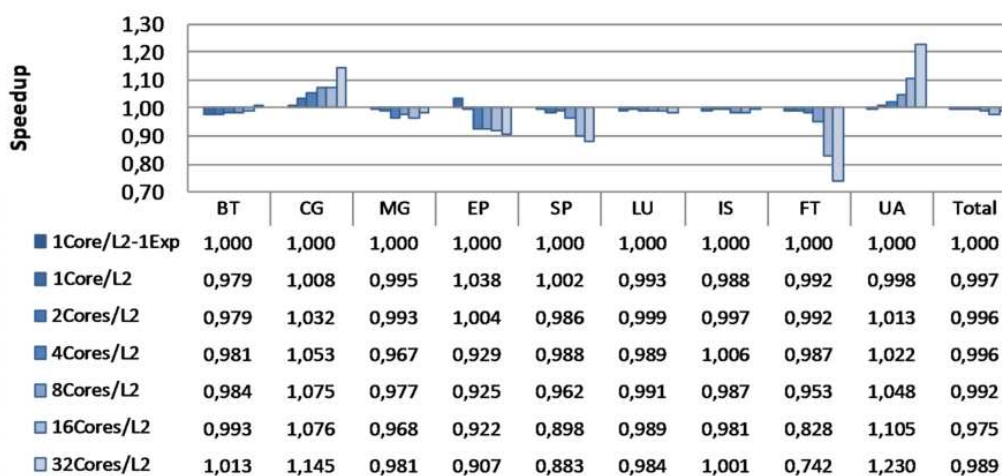 1,30
1,20
1,10
1,00
0,90
0,80
0,70
Speedup
BT CG MG EP SP LU IS FT UA Total
1Core/L2-1Exp 1,000 1,000 1,000 1,000 1,000 1,000 1,000 1,000 1,000 1,000
1Core/L2 0,979 1,008 0,995 1,038 1,002 0,993 0,988 0,992 0,998 0,997
2Cores/L2 0,979 1,032 0,993 1,004 0,986 0,999 0,997 0,992 1,013 0,996
4Cores/L2 0,981 1,053 0,967 0,929 0,988 0,989 1,006 0,987 1,022 0,996
8Cores/L2 0,984 1,075 0,977 0,925 0,962 0,991 0,987 0,953 1,048 0,992
16Cores/L2 0,993 1,076 0,968 0,922 0,898 0,989 0,981 0,828 1,105 0,975
32Cores/L2 1,013 1,145 0,981 0,907 0,883 0,984 1,001 0,742 1,230 0,989